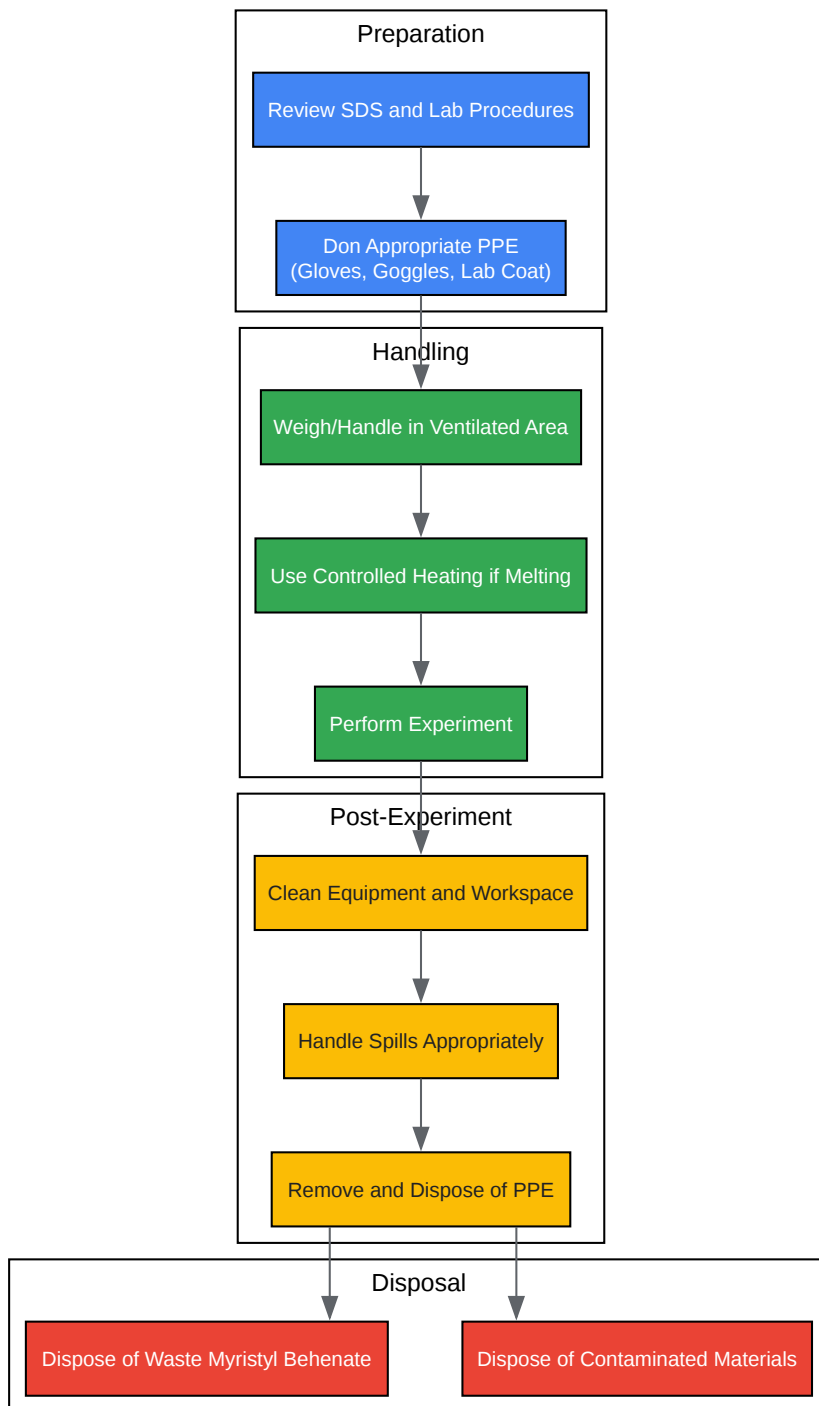 Preparation
Review SDS and Lab Procedures
Don Appropriate PPE
(Gloves, Goggles, Lab Coat)
Handling
Weigh/Handle in Ventilated Area
Use Controlled Heating if Melting
Perform Experiment
Post-Experiment
Clean Equipment and Workspace
Handle Spills Appropriately
Remove and Dispose of PPE
Disposal
Dispose of Waste Myristyl Behenate
Dispose of Contaminated Materials